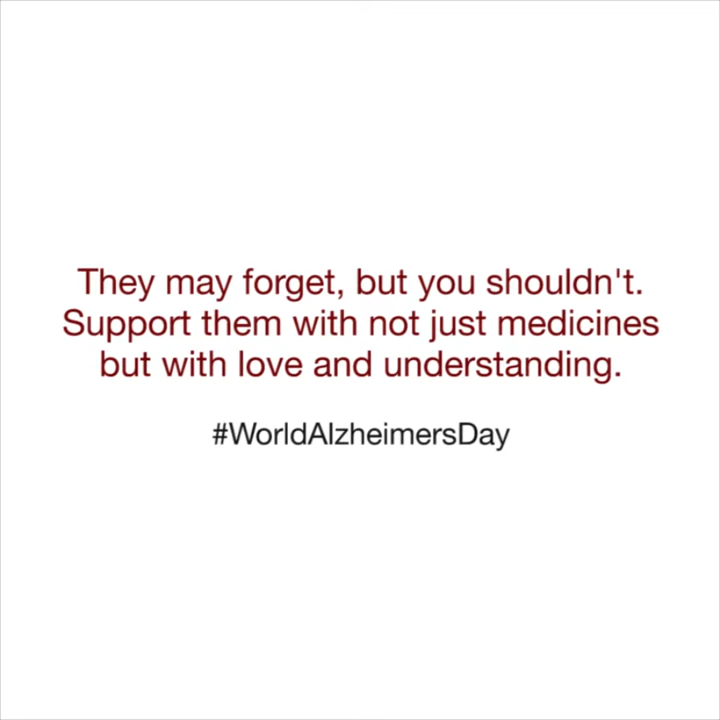 They may forget, but you shouldn't.
Support them with not just medicines
but with love and understanding.
#WorldAlzheimersDay